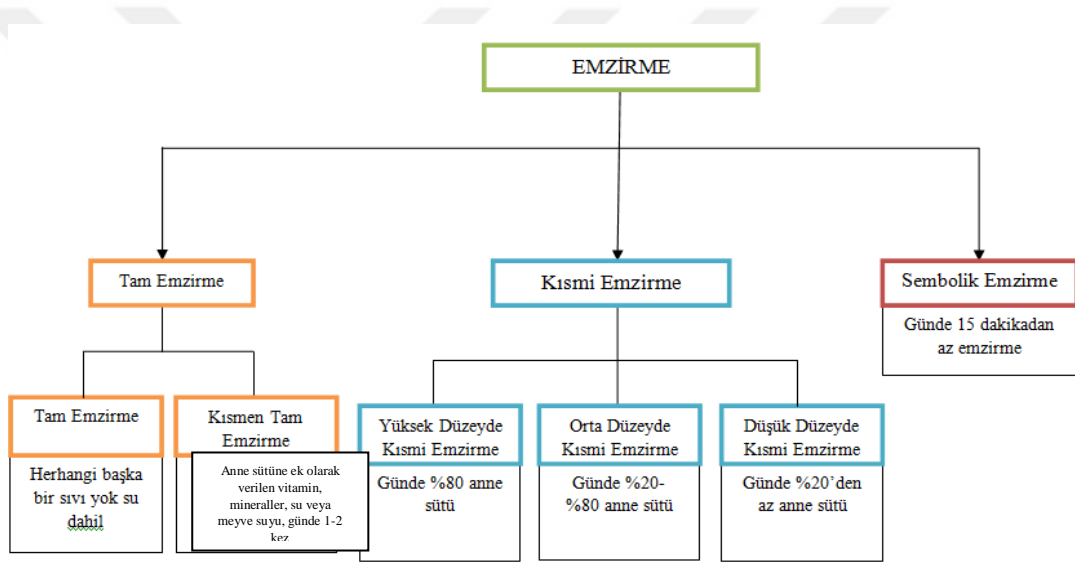 EMZİRME
Tam Emzirme
Kısmi Emzirme
Sembolik Emzirme
Günde 15 dakikadan
az emzirme
Tam Emzirme
Herhangi başka
bir sıvı yok su
dahil
Kısmen Tam
Emzirme
Anne sütüne ek olarak
verilen vitamin,
mineraller, su veya
meyve suyu, günde 1-2
kez
Yüksek Düzeyde
Kısmi Emzirme
Günde %80 anne
sütü
Orta Düzeyde
Kısmi Emzirme
Günde %20-
%80 anne sütü
Düşük Düzeyde
Kısmi Emzirme
Günde %20’den
az anne sütü